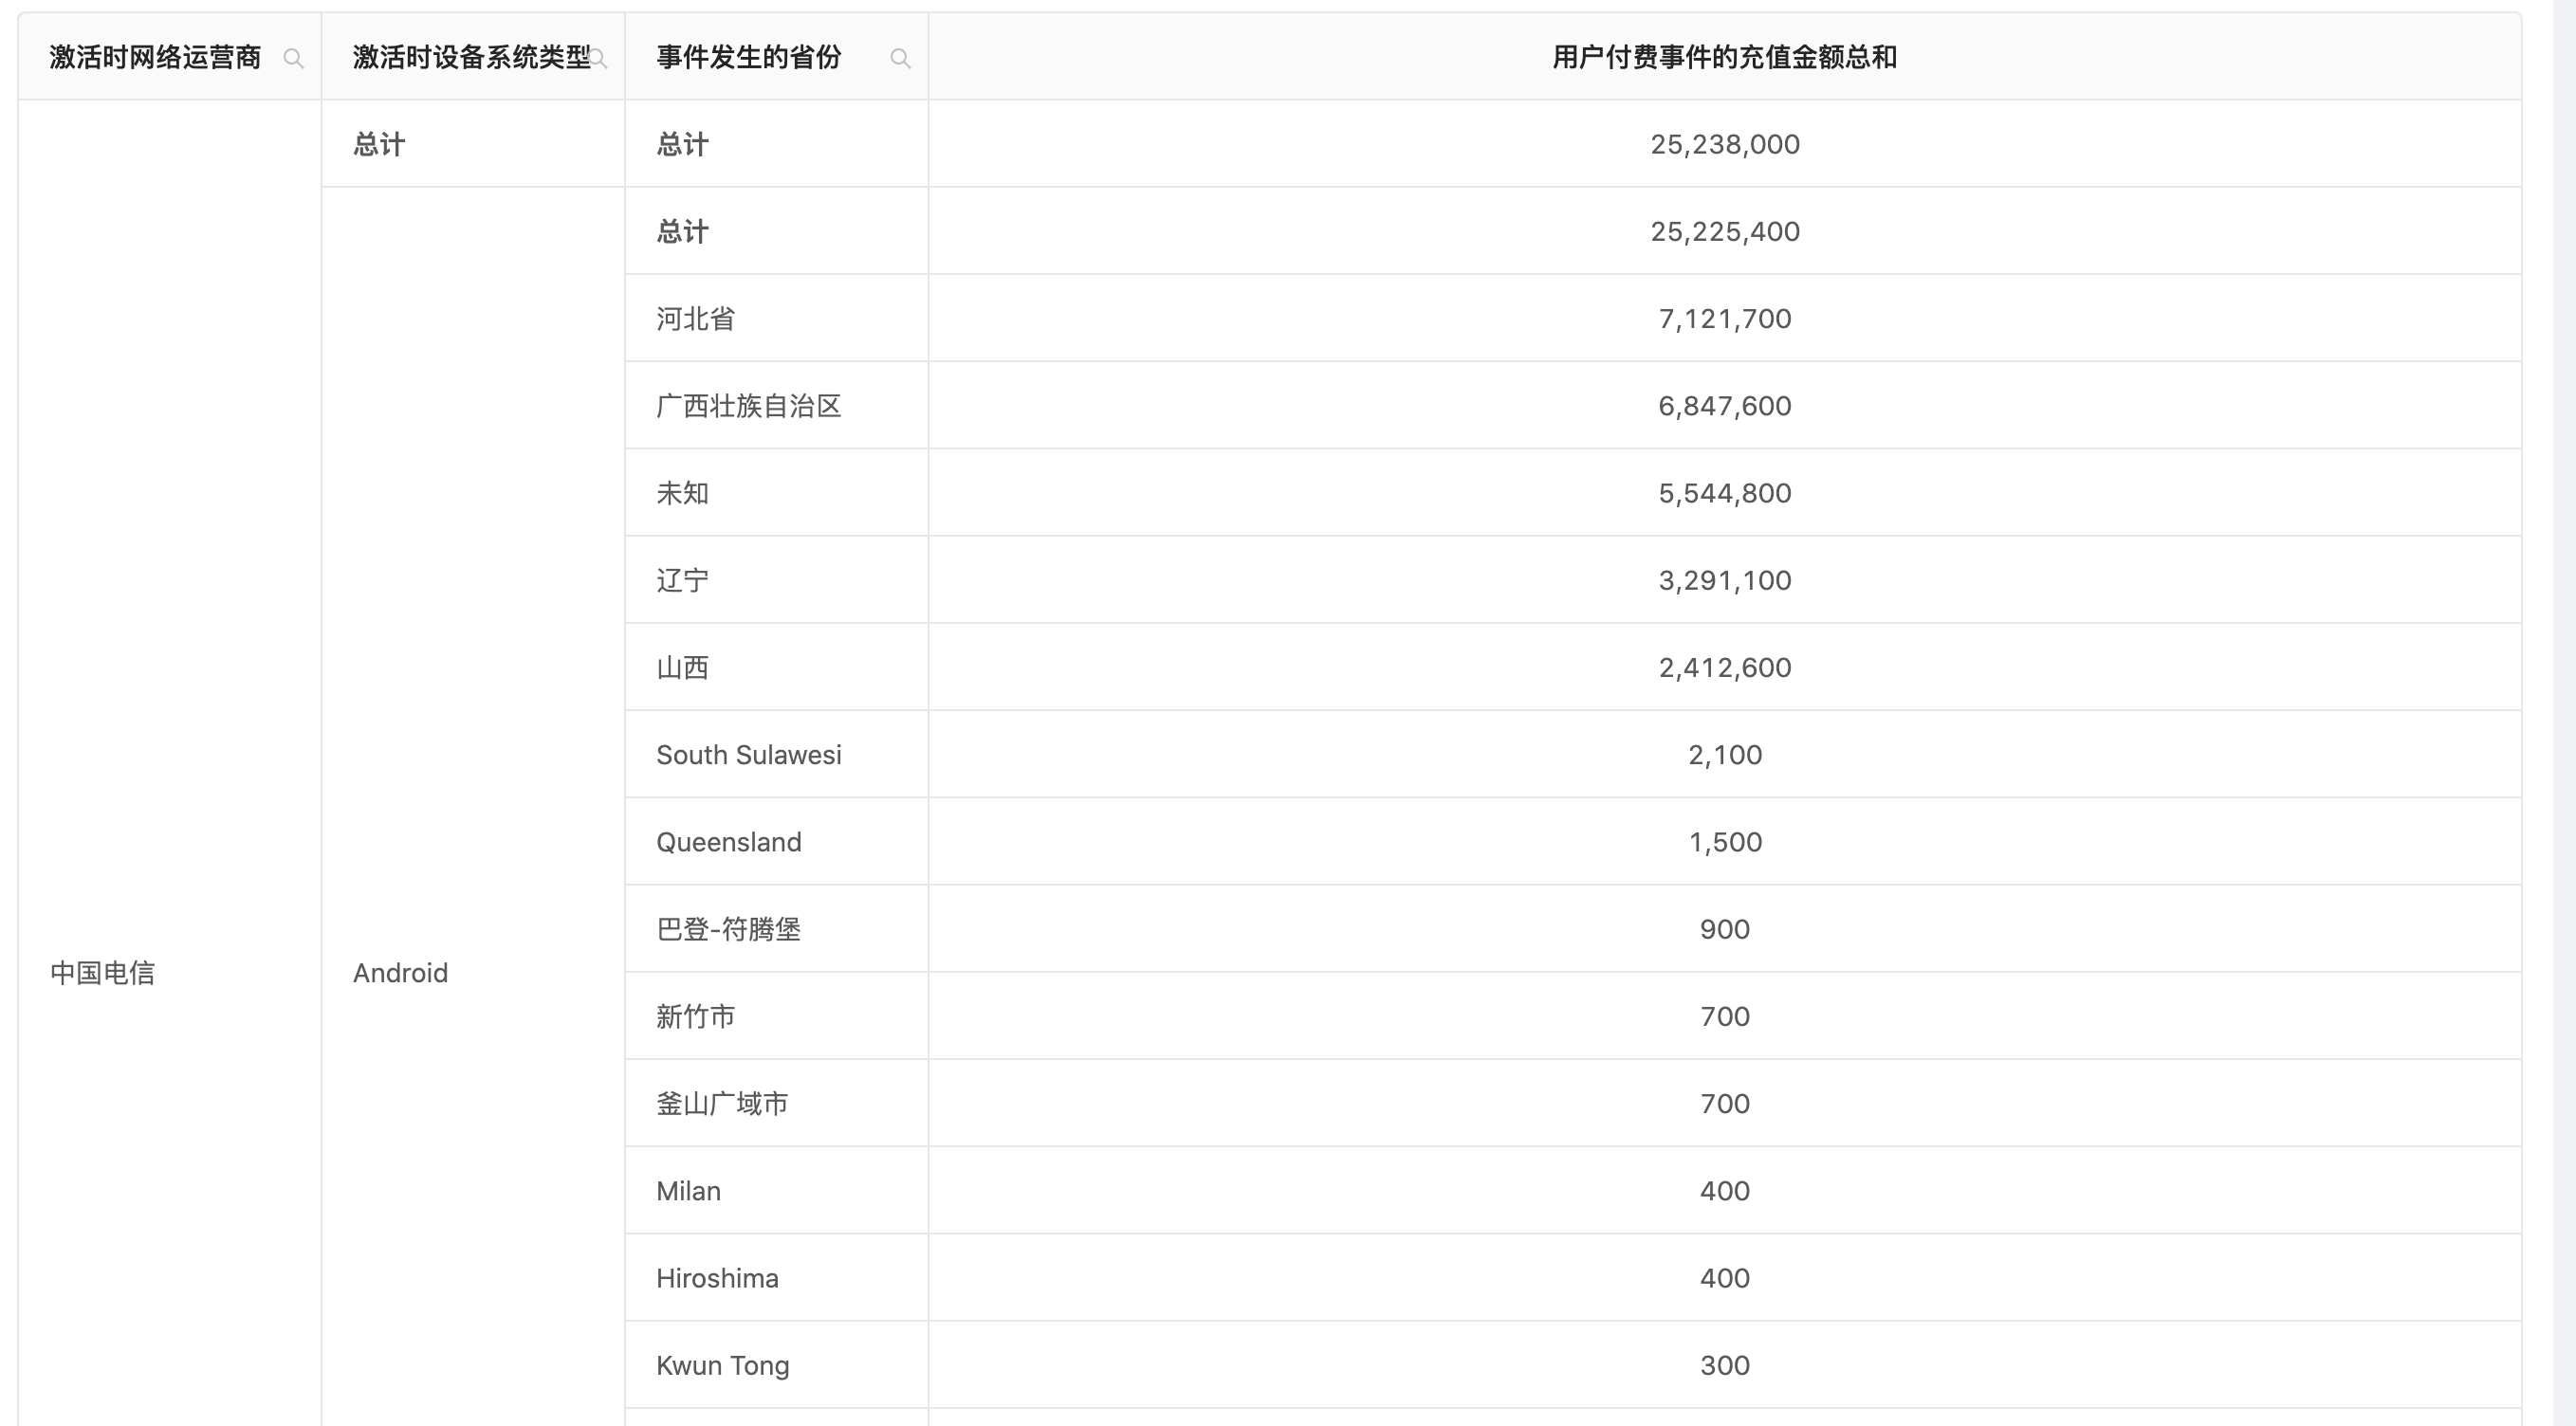 激活时网络运营商 激活时设备系统类型 事件发生的省份 用户付费事件的充值金额总和
总计 总计 25,238,000
总计 25,225,400
河北省 7,121,700
广西壮族自治区 6,847,600
未知 5,544,800
辽宁 3,291,100
山西 2,412,600
South Sulawesi 2,100
Queensland 1,500
巴登-符腾堡 900
中国电信 Android
新竹市 700
釜山广域市 700
Milan 400
Hiroshima 400
Kwun Tong 300